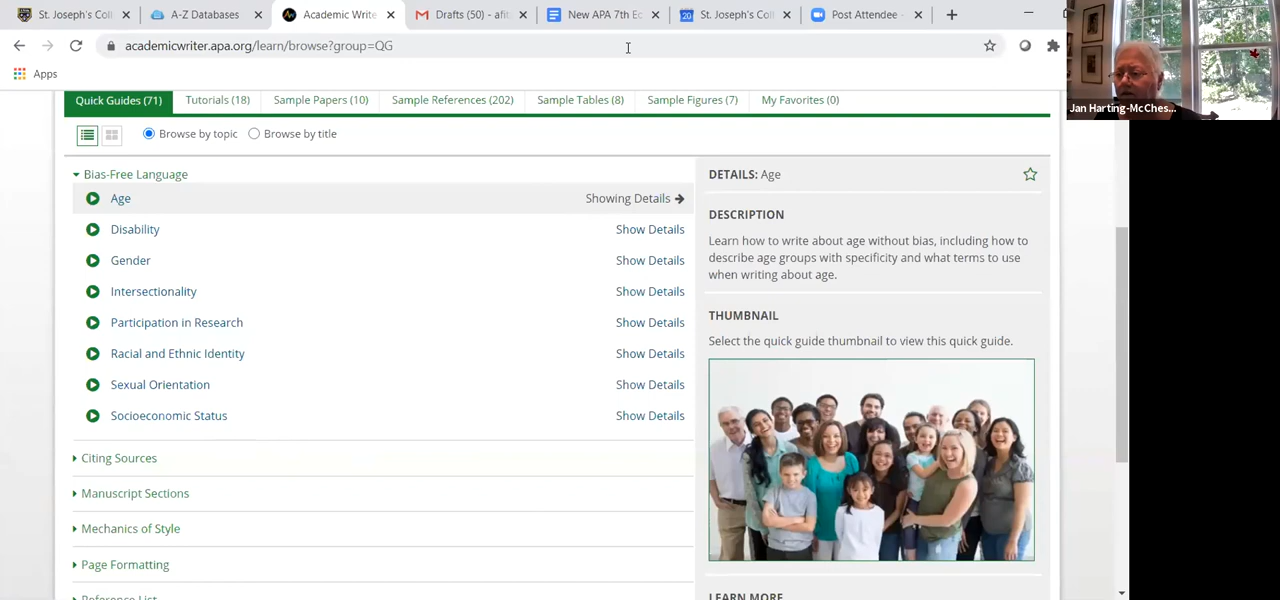 St. Joseph's Coll
A-Z Databases
Academic Write
Drafts (50) - afit
New APA 7th Ec
St. Joseph's Coll
Post Attendee -
academicwriter.apa.org/learn/browse?group=QG
Apps
Jan Harting-McChes...
Quick Guides (71)
Tutorials (18)
Sample Papers (10)
Sample References (202)
Sample Tables (8)
Sample Figures (7)
My Favorites (0)
Browse by topic
Browse by title
Bias-Free Language
Age
Showing Details
Disability
Show Details
Gender
Show Details
Intersectionality
Show Details
Participation in Research
Show Details
Racial and Ethnic Identity
Show Details
Sexual Orientation
Show Details
Socioeconomic Status
Show Details
Citing Sources
Manuscript Sections
Mechanics of Style
Page Formatting
Reference List
DETAILS: Age
DESCRIPTION
Learn how to write about age without bias, including how to
describe age groups with specificity and what terms to use
when writing about age.
THUMBNAIL
Select the quick guide thumbnail to view this quick guide.
LEARN MORE